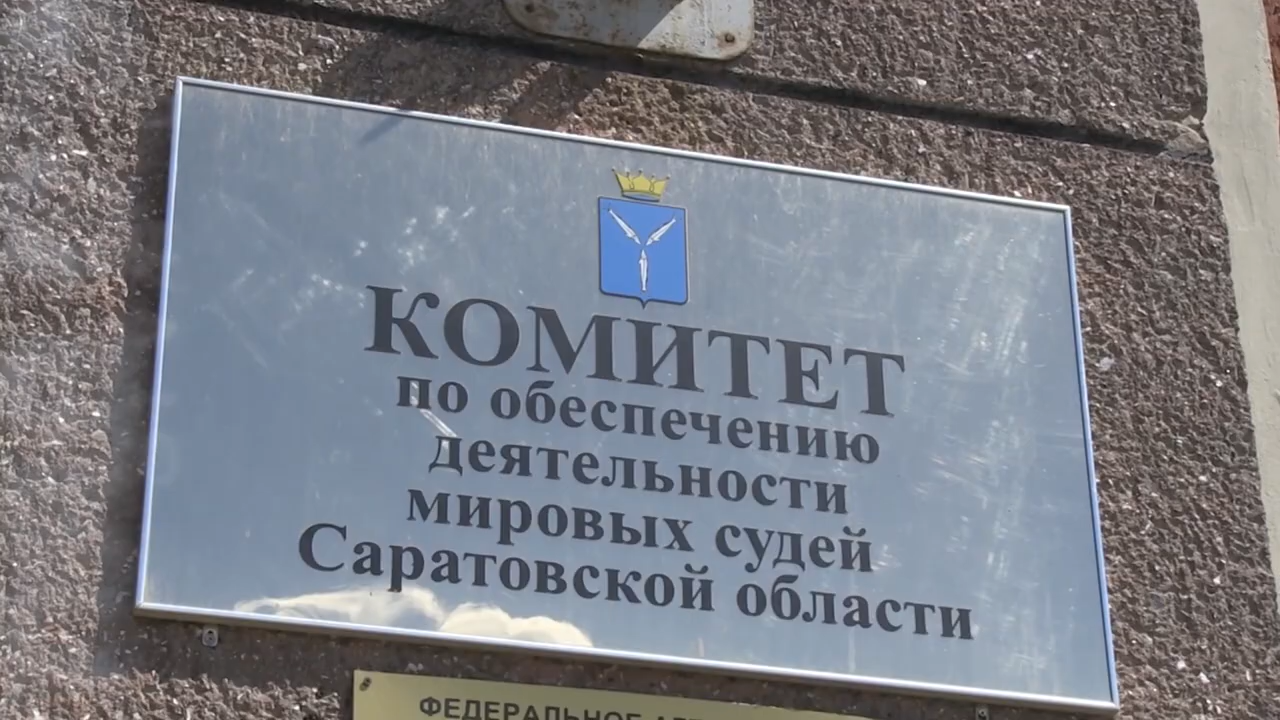 КОМИТЕТ
по обеспечению
деятельности
мировых судей
Саратовской области
ФЕДЕРАЛЬНОЕ